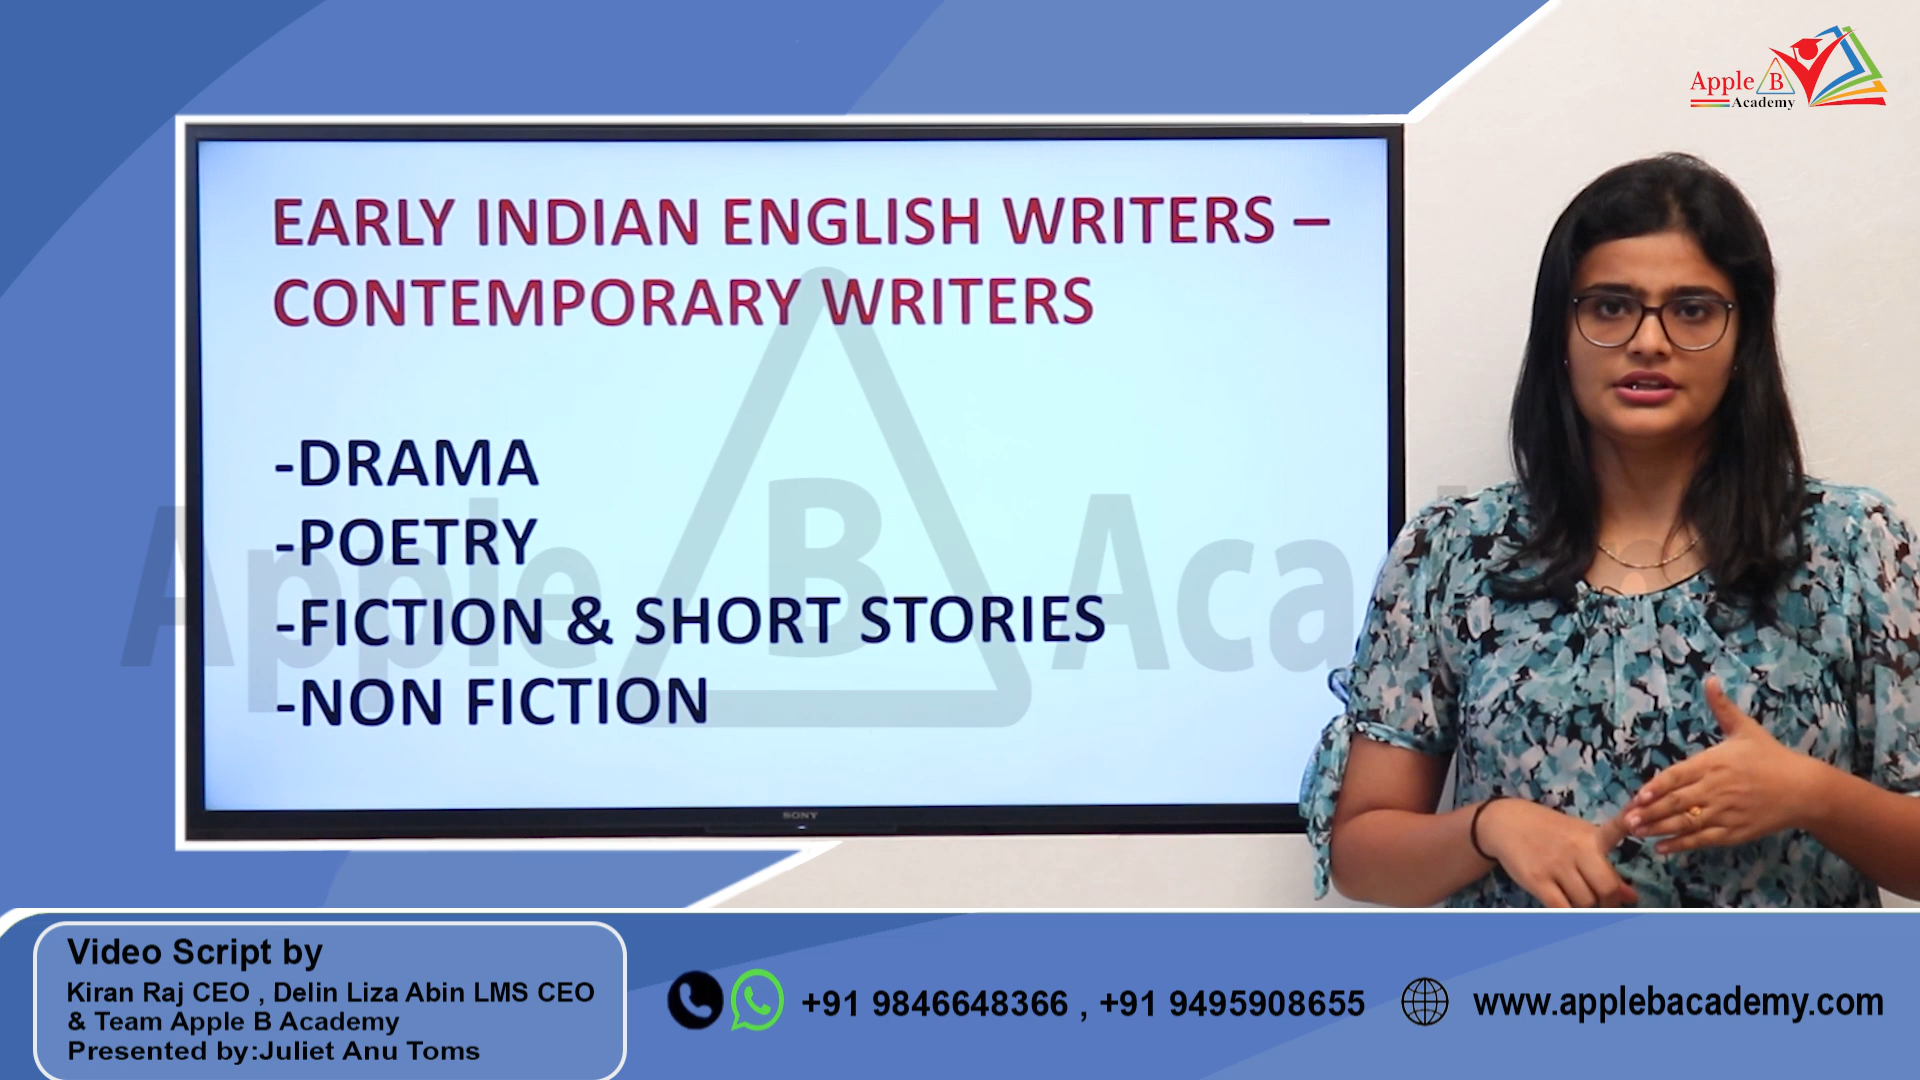 Apple B
Academy
EARLY INDIAN ENGLISH WRITERS –
CONTEMPORARY WRITERS
-DRAMA
-POETRY
-FICTION & SHORT STORIES
-NON FICTION
Apple B Acad
SONY
Video Script by
Kiran Raj CEO , Delin Liza Abin LMS CEO
& Team Apple B Academy
Presented by:Juliet Anu Toms
+91 9846648366 , +91 9495908655
www.applebacademy.com